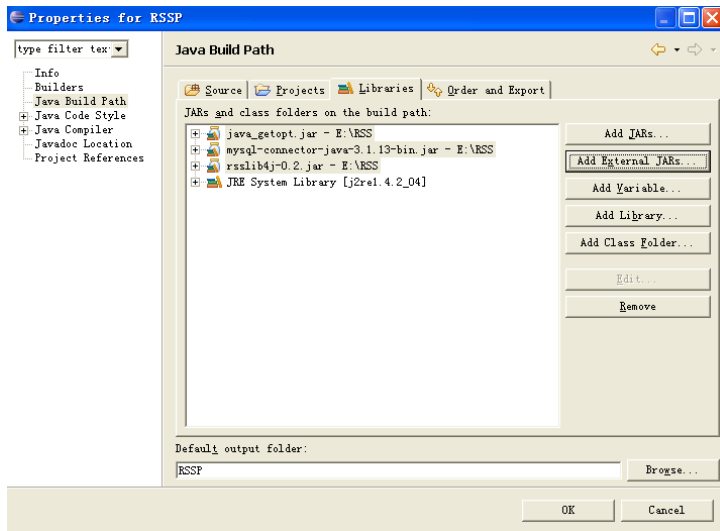 Properties for RSSP
type filter tex
Java Build Path
Info
Builders
Java Build Path
Java Code Style
Java Compiler
Javadoc Location
Project References
Source
Projects
Libraries
Order and Export
JARs and class folders on the build path:
java_getopt.jar - E:\RSS
mysql-connector-java-3.1.13-bin.jar - E:\RSS
rsslib4j-0.2.jar - E:\RSS
JRE System Library [j2re1.4.2_04]
Add JARs...
Add External JARs...
Add Variable...
Add Library...
Add Class Folder...
Edit...
Remove
Default output folder:
RSSP
Browse...
OK
Cancel